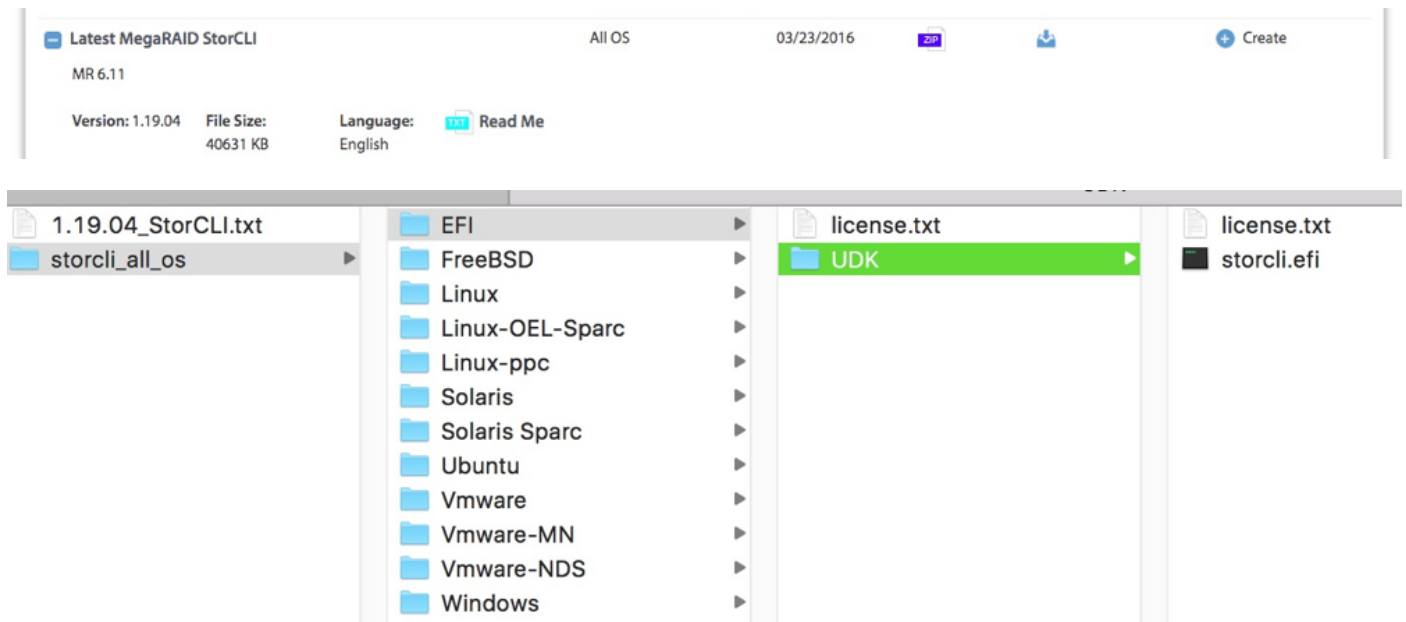 Latest MegaRAID StorCLI All OS 03/23/2016 ZIP Create
MR 6.11
Version: 1.19.04 File Size: Language: TXT Read Me
40631 KB English
1.19.04_StorCLI.txt EFI license.txt license.txt
storcli_all_os FreeBSD UDK storcli.efi
Linux
Linux-OEL-Sparc
Linux-ppc
Solaris
Solaris Sparc
Ubuntu
Vmware
Vmware-MN
Vmware-NDS
Windows